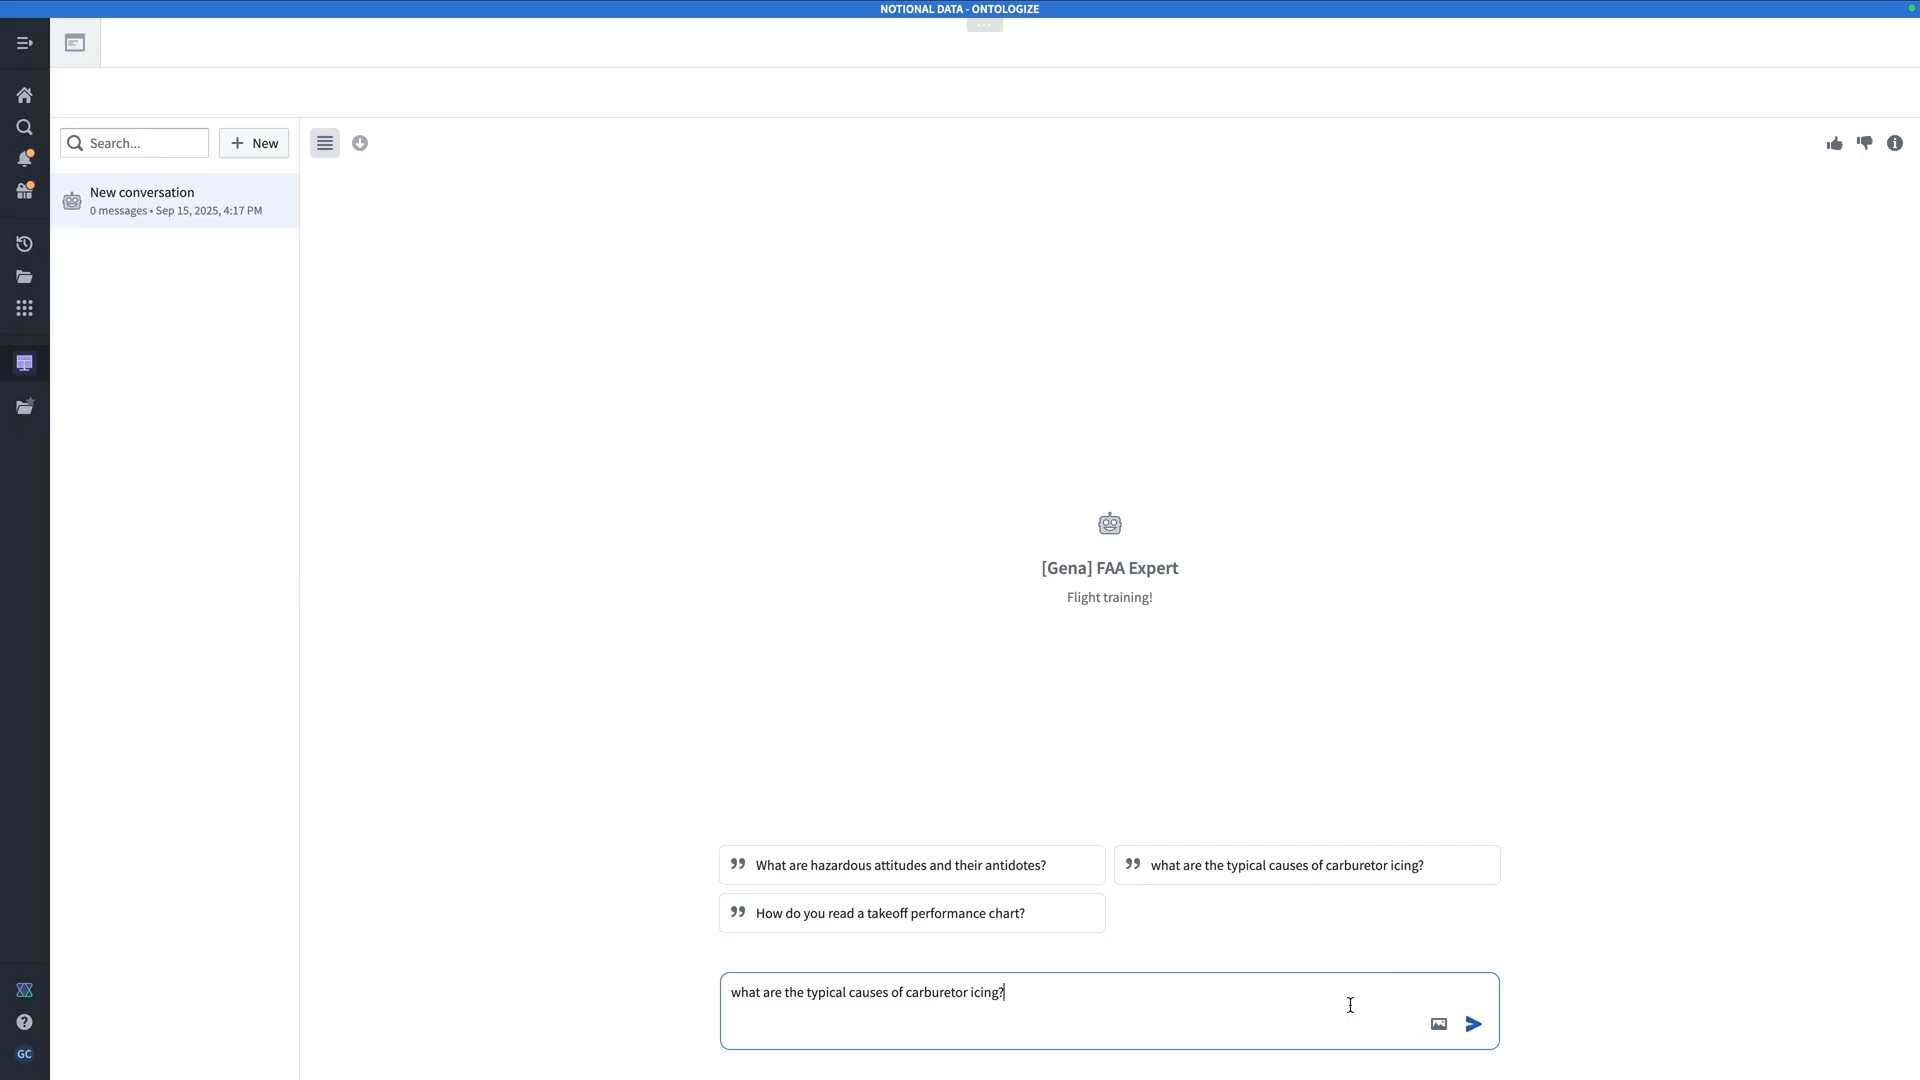 NOTIONAL DATA - ONTOLOGIZE
Search...
New
New conversation
0 messages • Sep 15, 2025, 4:17 PM
[Gena] FAA Expert
Flight training!
What are hazardous attitudes and their antidotes?
what are the typical causes of carburetor icing?
How do you read a takeoff performance chart?
what are the typical causes of carburetor icing?
GC